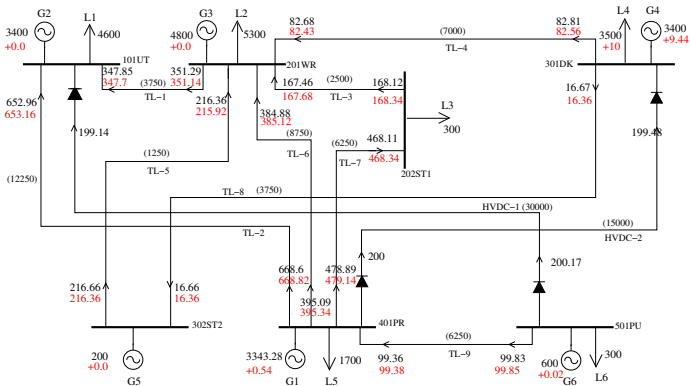 G2
L1
G3
L2
L4
G4
3400
+0.0
4600
4800
+0.0
5300
82.68
82.43
(7000)
TL-4
82.81
82.56
3500
+10
3400
+9.44
101UT
201WR
301DK
347.85
347.7
(3750)
TL-1
351.29
351.14
167.46
167.68
(2500)
TL-3
168.12
168.34
16.67
16.36
652.96
653.16
199.14
216.36
215.92
384.88
385.12
L3
300
199.48
(8750)
TL-6
(6250)
TL-7
468.11
468.34
202ST1
(1250)
TL-5
(12250)
TL-8
(3750)
HVDC-1 (30000)
(15000)
HVDC-2
TL-2
216.66
216.36
16.66
16.36
668.6
668.82
395.09
395.34
478.89
479.14
200
200.17
302ST2
401PR
501PU
200
+0.0
G5
3343.28
+0.54
G1
1700
L5
99.36
99.38
(6250)
TL-9
99.83
99.85
600
+0.02
G6
300
L6